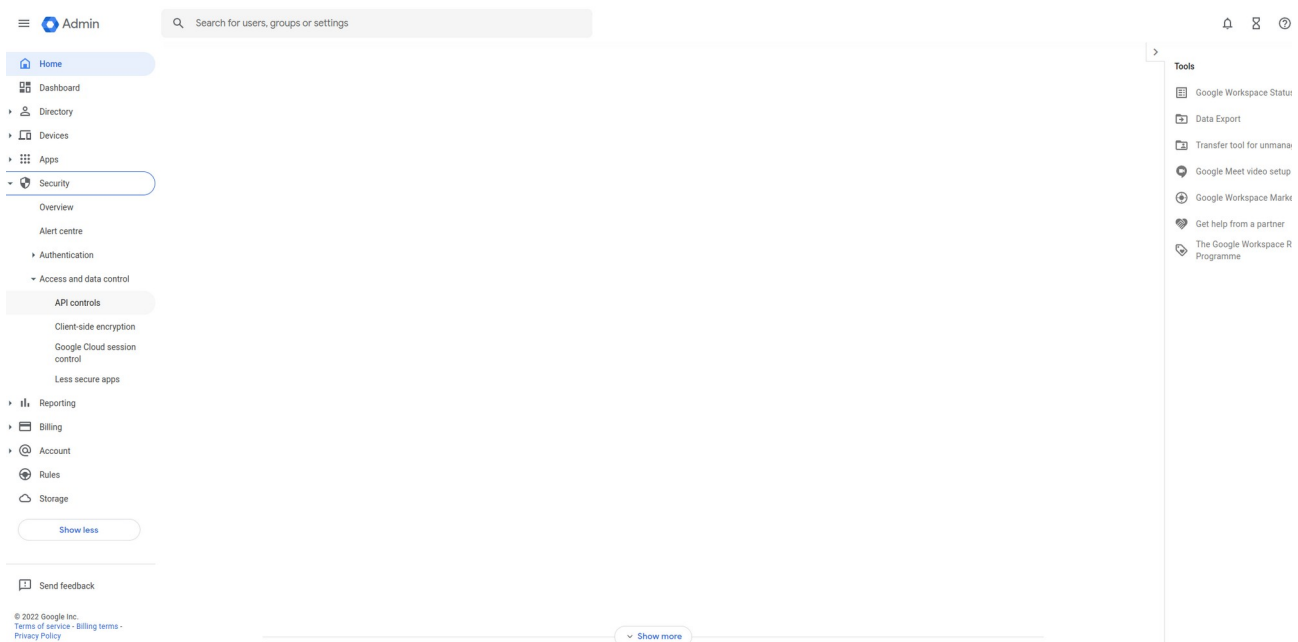 Admin
Search for users, groups or settings
Home
Dashboard
Directory
Devices
Apps
Security
Overview
Alert centre
Authentication
Access and data control
API controls
Client-side encryption
Google Cloud session
control
Less secure apps
Reporting
Billing
Account
Rules
Storage
Show less
Send feedback
© 2022 Google Inc.
Terms of service - Billing terms -
Privacy Policy
Show more
Tools
Google Workspace Status
Data Export
Transfer tool for unmanag
Google Meet video setup
Google Workspace Marke
Get help from a partner
The Google Workspace R
Programme